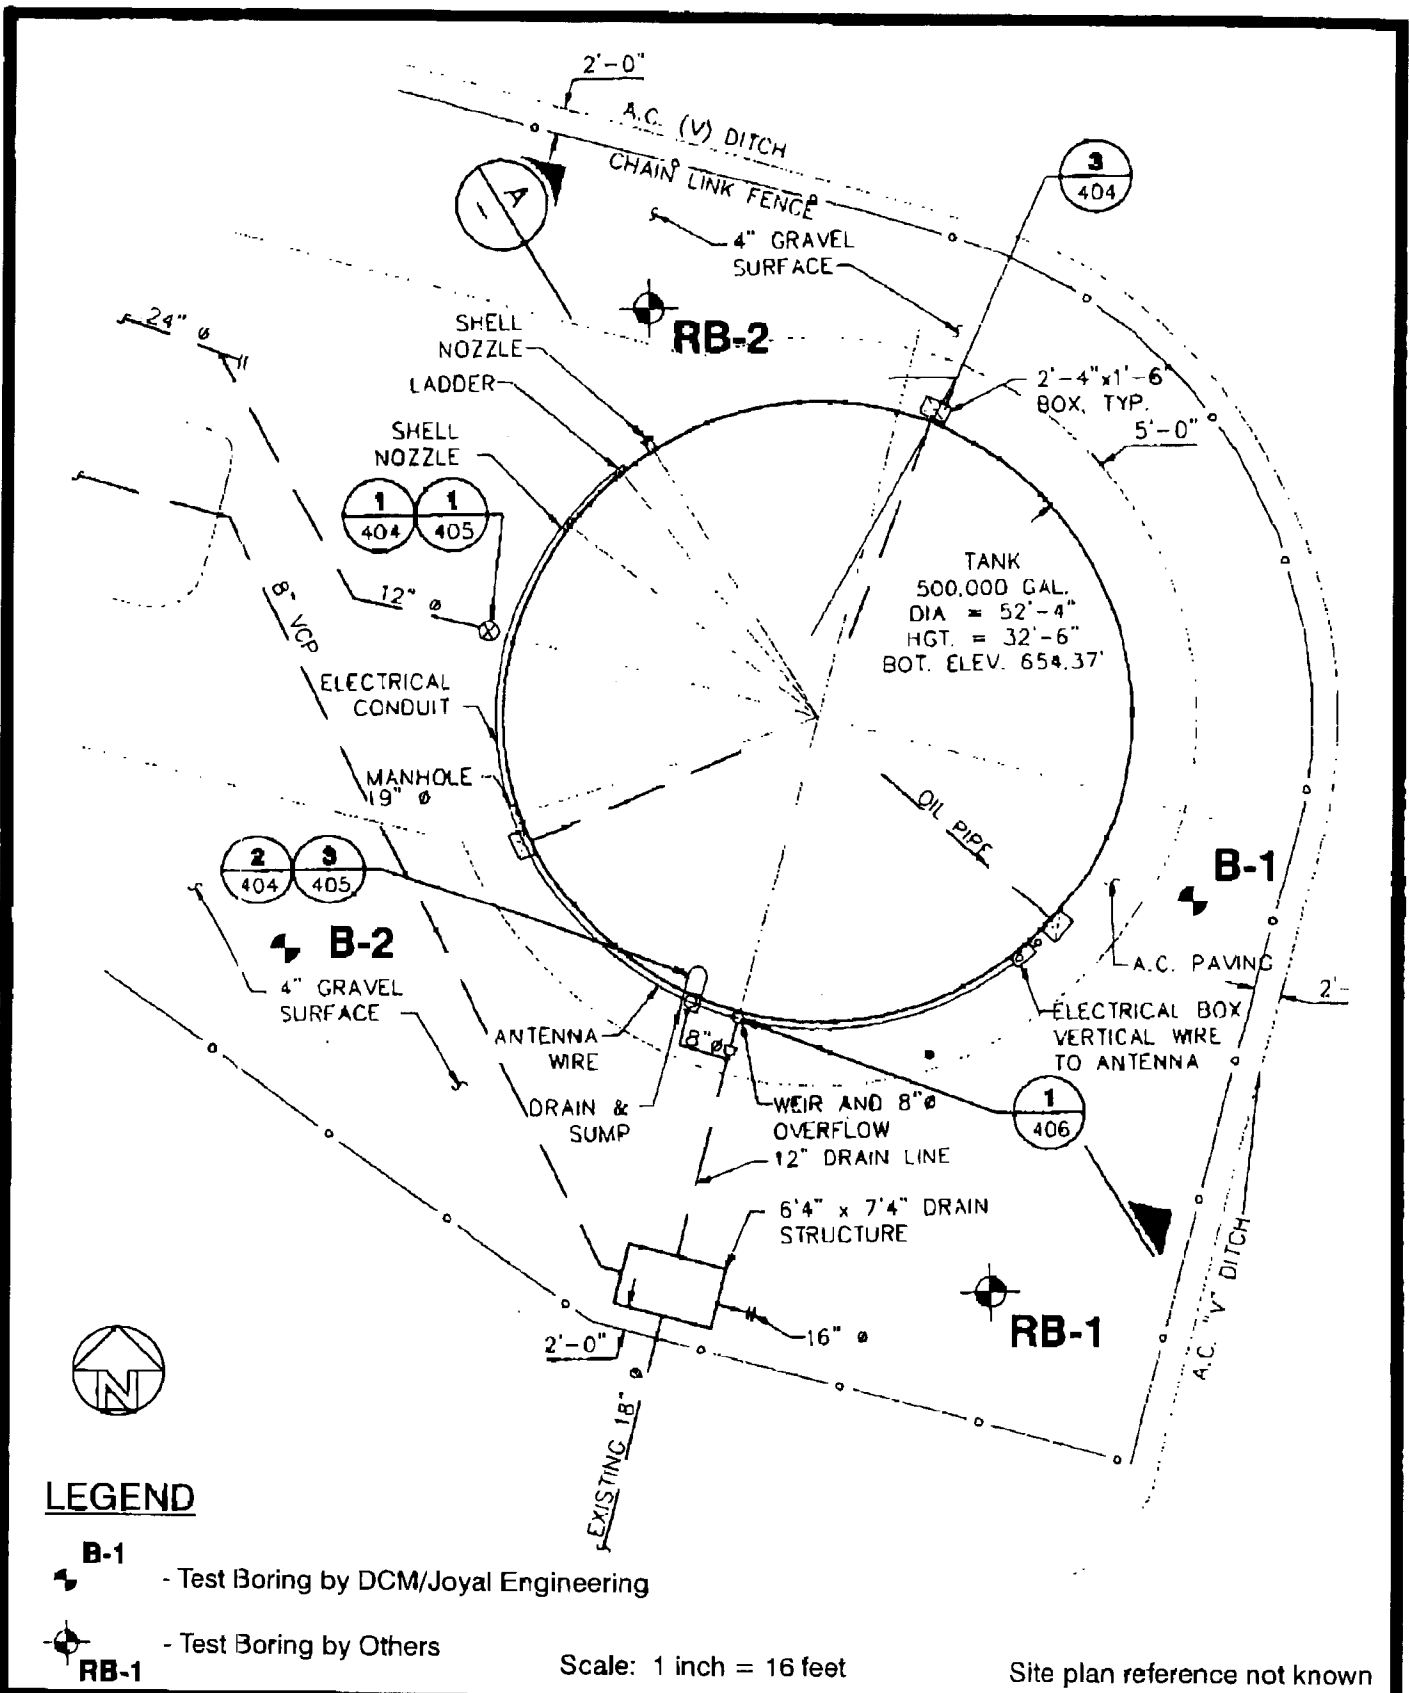 2'-0"
A.C. (V) DITCH
CHAIN LINK FENCE
3
404
A
4" GRAVEL
SURFACE
RB-2
24" ø
SHELL
NOZZLE
LADDER
2'-4"x1'-6"
BOX, TYP.
5'-0"
SHELL
NOZZLE
1
404
1
405
TANK
500,000 GAL.
DIA = 52'-4"
HGT. = 32'-6"
BOT. ELEV. 654.37'
12" ø
8" VCP
ELECTRICAL
CONDUIT
MANHOLE
19" ø
OIL PIPE
2
404
3
405
B-1
B-2
4" GRAVEL
SURFACE
A.C. PAVING
2'-
ANTENNA
WIRE
8" ø
ELECTRICAL BOX
VERTICAL WIRE
TO ANTENNA
DRAIN &
SUMP
WEIR AND 8"ø
OVERFLOW
1
406
12" DRAIN LINE
6'4" x 7'4" DRAIN
STRUCTURE
A.C. "V" DITCH
RB-1
16" ø
2'-0"
EXISTING 18" ø
N
LEGEND
B-1
- Test Boring by DCM/Joyal Engineering
- Test Boring by Others
RB-1
Scale: 1 inch = 16 feet
Site plan reference not known